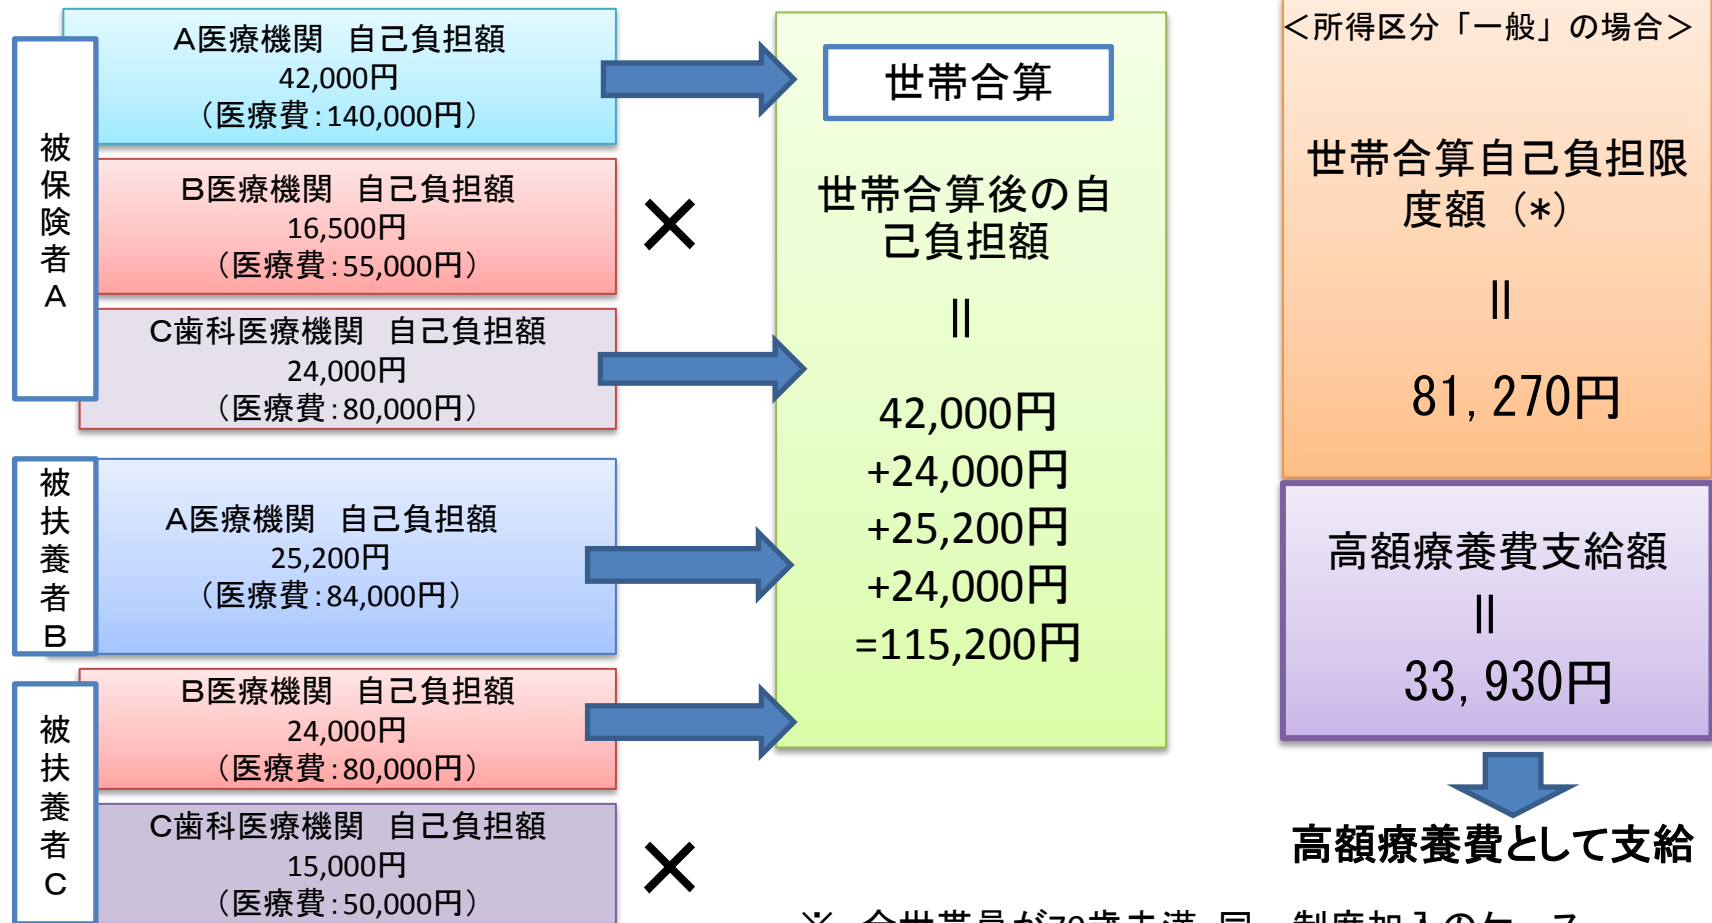 被保険者A
A医療機関　自己負担額
42,000円
（医療費：140,000円）
B医療機関　自己負担額
16,500円
（医療費：55,000円）
×
C歯科医療機関　自己負担額
24,000円
（医療費：80,000円）
被扶養者B
A医療機関　自己負担額
25,200円
（医療費：84,000円）
被扶養者C
B医療機関　自己負担額
24,000円
（医療費：80,000円）
C歯科医療機関　自己負担額
15,000円
（医療費：50,000円）
×
世帯合算
世帯合算後の自
己負担額
＝
42,000円
+24,000円
+25,200円
+24,000円
=115,200円
＜所得区分「一般」の場合＞
世帯合算自己負担限
度額（*）
＝
81,270円
高額療養費支給額
＝
33,930円
高額療養費として支給